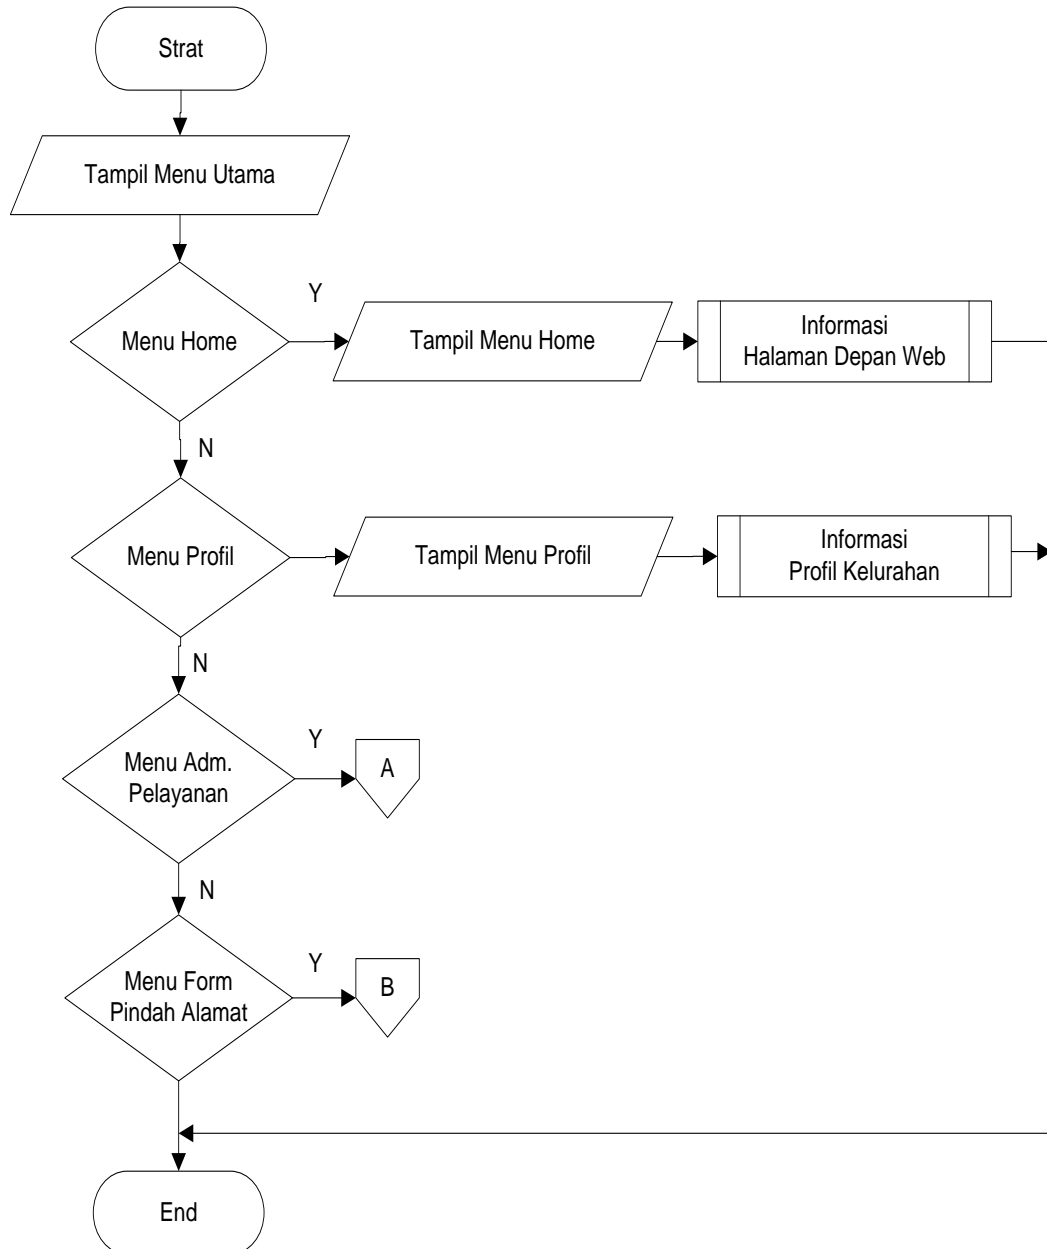 Strat
Tampil Menu Utama
Menu Home
Y
Tampil Menu Home
Informasi
Halaman Depan Web
N
Menu Profil
Tampil Menu Profil
Informasi
Profil Kelurahan
N
Menu Adm.
Pelayanan
Y
A
N
Menu Form
Pindah Alamat
Y
B
End